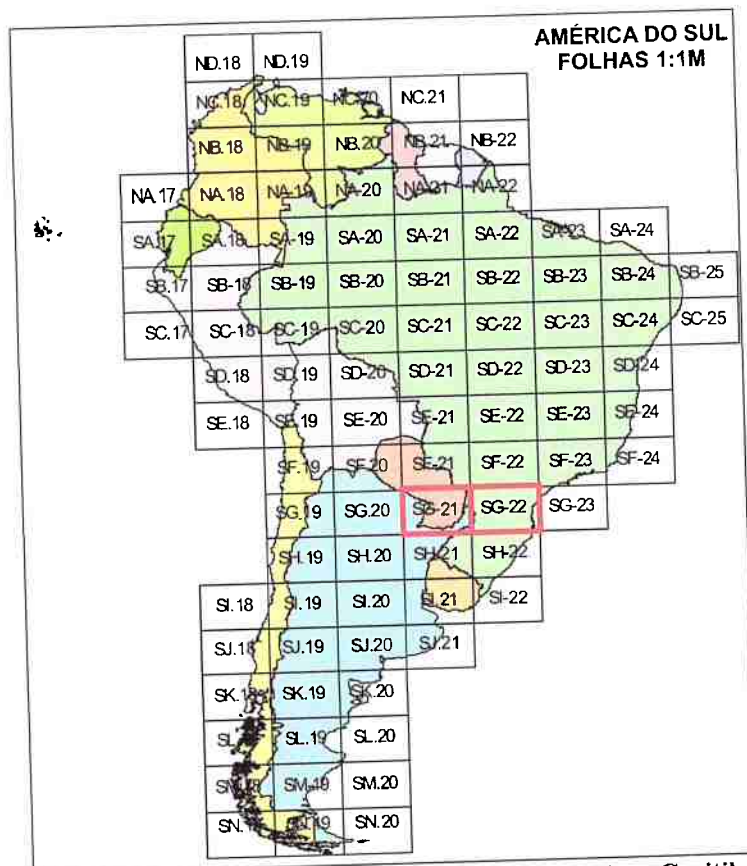 AMÉRICA DO SUL
FOLHAS 1:1M
ND.18 ND.19
NC.18 NC.19 NC.20 NC.21
NB.18 NB-19 NB.20 NB-21 NB-22
NA.17 NA.18 NA-19 NA-20 NA-21 NA-22
SA.17 SA.18 SA-19 SA-20 SA-21 SA-22 SA-23 SA-24
SB.17 SB-18 SB-19 SB-20 SB-21 SB-22 SB-23 SB-24 SB-25
SC.17 SC-18 SC-19 SC-20 SC-21 SC-22 SC-23 SC-24 SC-25
SD.18 SD.19 SD-20 SD-21 SD-22 SD-23 SD-24
SE.18 SE.19 SE-20 SE-21 SE-22 SE-23 SE-24
SF.19 SF.20 SF-21 SF-22 SF-23 SF-24
SG.19 SG.20 SG-21 SG-22 SG-23
SH.19 SH.20 SH-21 SH-22
SI.18 SI.19 SI.20 SI.21 SI-22
SJ.18 SJ.19 SJ.20 SJ.21
SK.18 SK.19 SK.20
SL.19 SL.20
SM.18 SM.19 SM.20
SN.19 SN.20